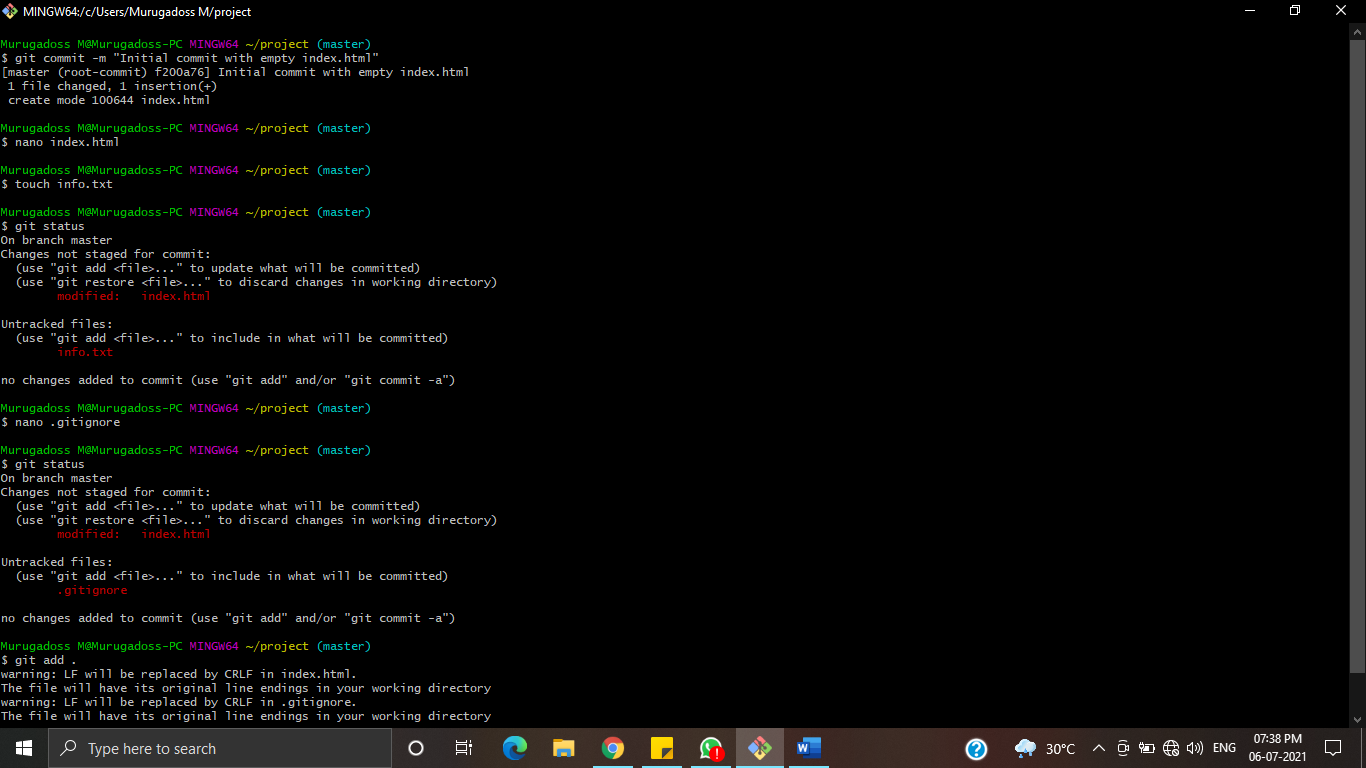 MINGW64:/c/Users/Murugadoss M/project
Murugadoss M@Murugadoss-PC MINGW64 ~/project (master)
$ git commit -m "Initial commit with empty index.html"
[master (root-commit) f200a76] Initial commit with empty index.html
 1 file changed, 1 insertion(+)
 create mode 100644 index.html
Murugadoss M@Murugadoss-PC MINGW64 ~/project (master)
$ nano index.html
Murugadoss M@Murugadoss-PC MINGW64 ~/project (master)
$ touch info.txt
Murugadoss M@Murugadoss-PC MINGW64 ~/project (master)
$ git status
On branch master
Changes not staged for commit:
  (use "git add <file>..." to update what will be committed)
  (use "git restore <file>..." to discard changes in working directory)
        modified:   index.html
Untracked files:
  (use "git add <file>..." to include in what will be committed)
        info.txt
no changes added to commit (use "git add" and/or "git commit -a")
Murugadoss M@Murugadoss-PC MINGW64 ~/project (master)
$ nano .gitignore
Murugadoss M@Murugadoss-PC MINGW64 ~/project (master)
$ git status
On branch master
Changes not staged for commit:
  (use "git add <file>..." to update what will be committed)
  (use "git restore <file>..." to discard changes in working directory)
        modified:   index.html
Untracked files:
  (use "git add <file>..." to include in what will be committed)
        .gitignore
no changes added to commit (use "git add" and/or "git commit -a")
Murugadoss M@Murugadoss-PC MINGW64 ~/project (master)
$ git add .
warning: LF will be replaced by CRLF in index.html.
The file will have its original line endings in your working directory
warning: LF will be replaced by CRLF in .gitignore.
The file will have its original line endings in your working directory
Type here to search
30°C
ENG
07:38 PM
06-07-2021